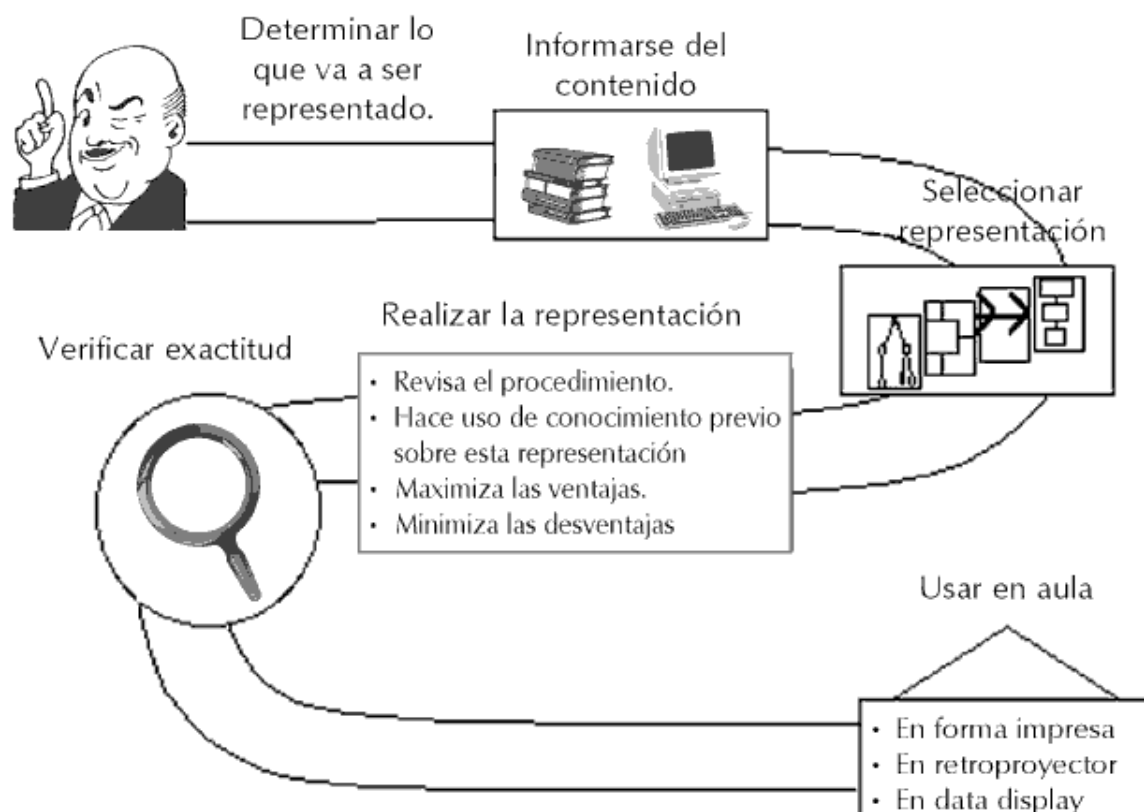 Determinar lo
que va a ser
representado.
Informarse del
contenido
Seleccionar
representación
Realizar la representación
• Revisa el procedimiento.
• Hace uso de conocimiento previo
sobre esta representación
• Maximiza las ventajas.
• Minimiza las desventajas
Verificar exactitud
Usar en aula
• En forma impresa
• En retroproyector
• En data display